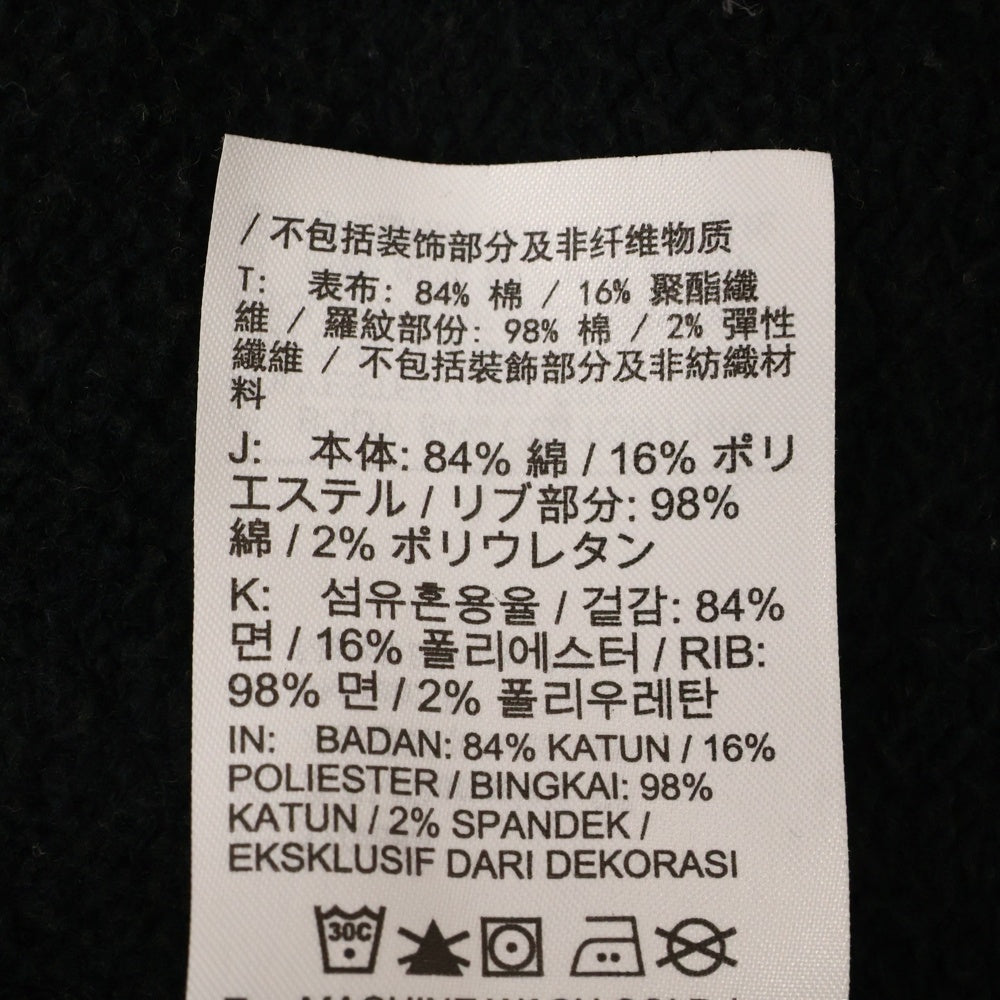 / 不包括装饰部分及非纤维物质
T: 表布: 84% 棉 / 16% 聚酯纖
維 / 羅紋部份: 98% 棉 / 2% 彈性
纖維 / 不包括裝飾部分及非紡織材
料
J: 本体: 84% 綿 / 16% ポリ
エステル / リブ部分: 98%
綿 / 2% ポリウレタン
K: 섬유혼용율 / 겉감: 84%
면 / 16% 폴리에스터 / RIB:
98% 면 / 2% 폴리우레탄
IN: BADAN: 84% KATUN / 16%
POLIESTER / BINGKAI: 98%
KATUN / 2% SPANDEK /
EKSKLUSIF DARI DEKORASI
30C